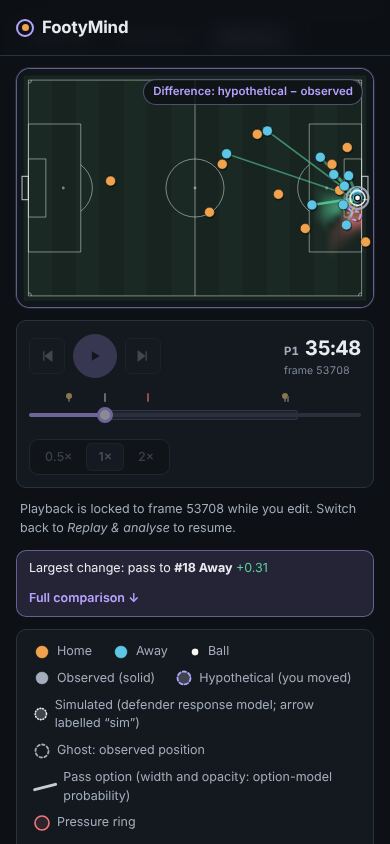 FootyMind
Difference: hypothetical − observed
P1 35:48
frame 53708
0.5× 1× 2×
Playback is locked to frame 53708 while you edit. Switch
back to Replay & analyse to resume.
Largest change: pass to #18 Away +0.31
Full comparison ↓
Home Away Ball
Observed (solid) Hypothetical (you moved)
Simulated (defender response model; arrow
labelled “sim”)
Ghost: observed position
Pass option (width and opacity: option-model
probability)
Pressure ring